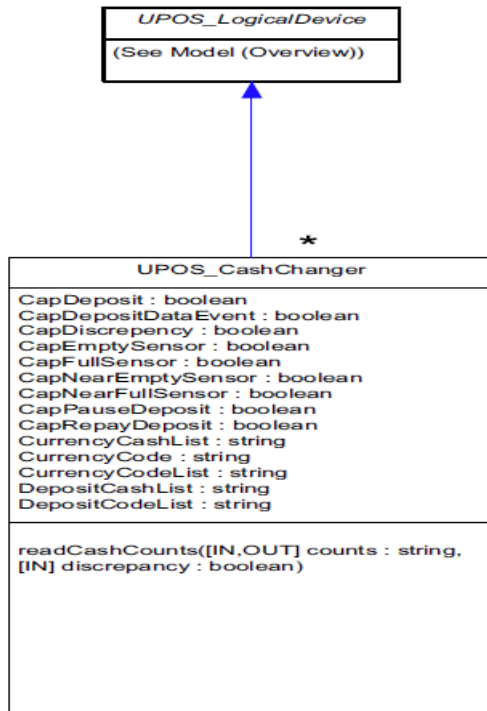 UPOS_LogicalDevice
(See Model (Overview))
*
UPOS_CashChanger
CapDeposit : boolean
CapDepositDataEvent : boolean
CapDiscrepency : boolean
CapEmptySensor : boolean
CapFullSensor : boolean
CapNearEmptySensor : boolean
CapNearFullSensor : boolean
CapPauseDeposit : boolean
CapRepayDeposit : boolean
CurrencyCashList : string
CurrencyCode : string
CurrencyCodeList : string
DepositCashList : string
DepositCodeList : string
readCashCounts([IN,OUT] counts : string,
[IN] discrepancy : boolean)